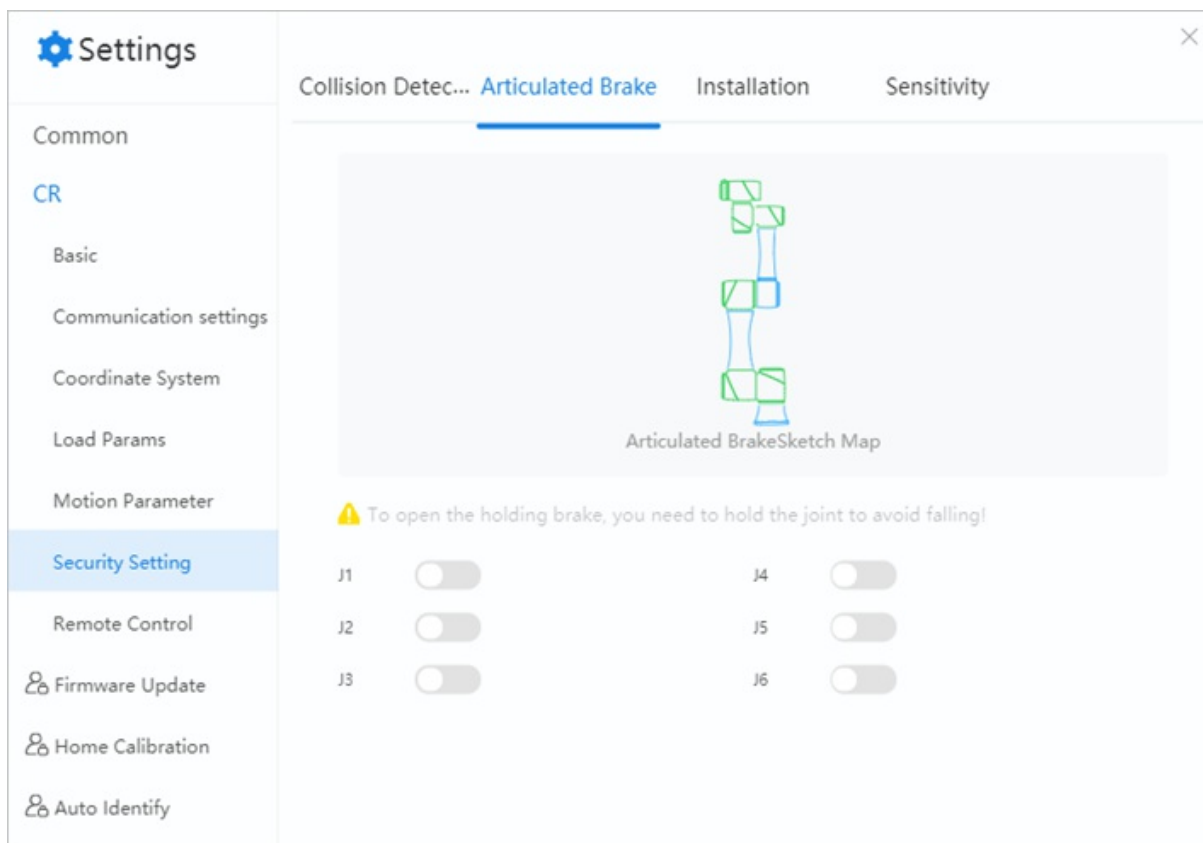 Settings
Common
CR
Basic
Communication settings
Coordinate System
Load Params
Motion Parameter
Security Setting
Remote Control
Firmware Update
Home Calibration
Auto Identify
Collision Detec... Articulated Brake Installation Sensitivity
Articulated BrakeSketch Map
To open the holding brake, you need to hold the joint to avoid falling!
J1 J4
J2 J5
J3 J6